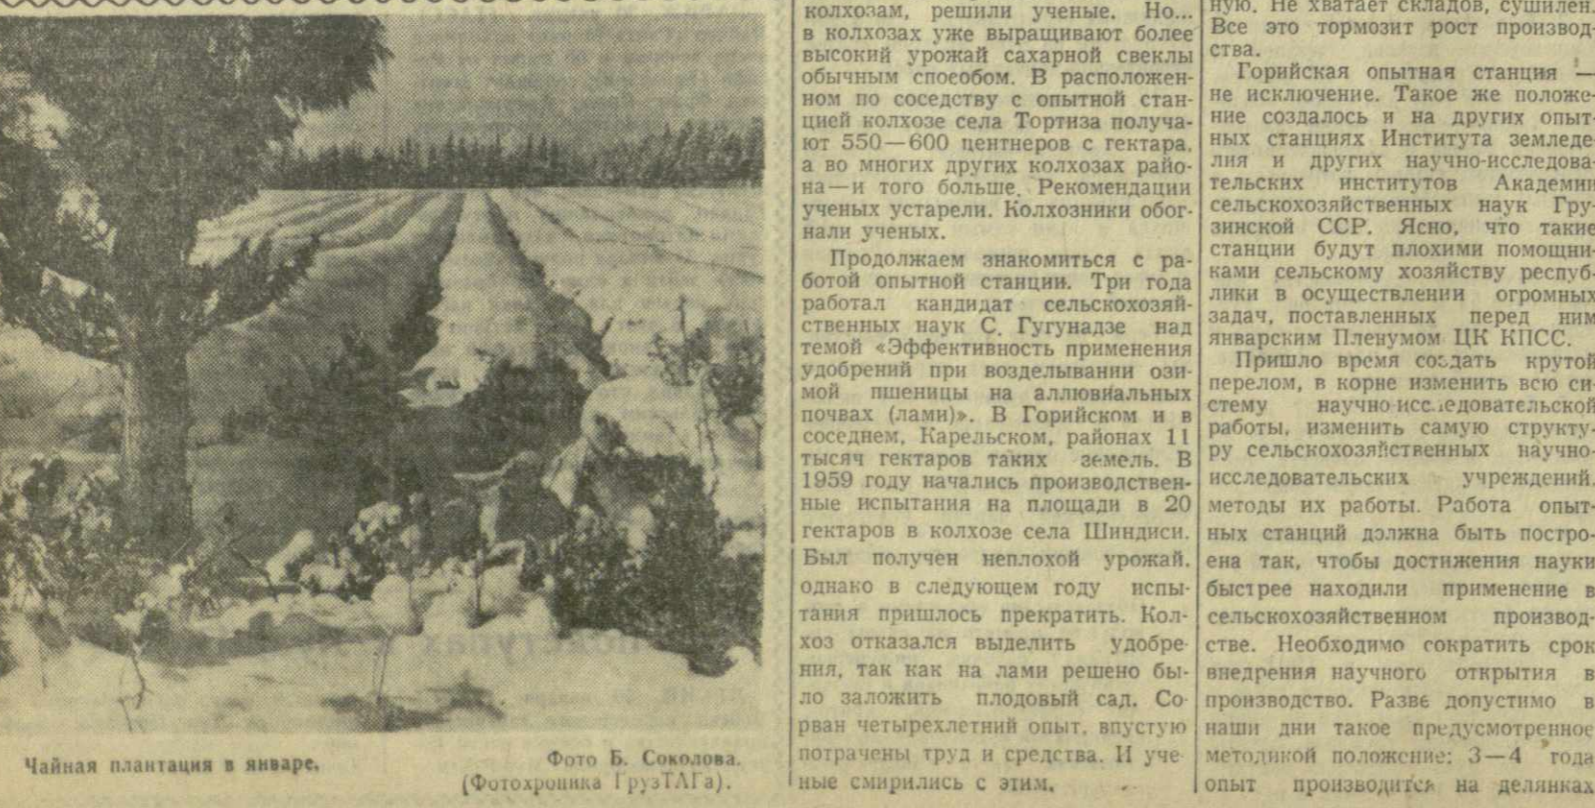 Чайная плантация в январе.
Фото Б. Соколова.
(Фотохроника ГрузТАГа).
колхозам, решили ученые. Но...
в колхозах уже выращивают более
высокий урожай сахарной свеклы
обычным способом. В расположен-
ном по соседству с опытной стан-
цией колхозе села Тортиза получа-
ют 550—600 центнеров с гектара,
а во многих других колхозах райо-
на—и того больше. Рекомендации
ученых устарели. Колхозники обог-
нали ученых.
Продолжаем знакомиться с ра-
ботой опытной станции. Три года
работал кандидат сельскохозяй-
ственных наук С. Гугунадзе над
темой «Эффективность применения
удобрений при возделывании ози-
мой пшеницы на аллювиальных
почвах (лами)». В Горийском и в
соседнем, Карельском, районах 11
тысяч гектаров таких земель. В
1959 году начались производствен-
ные испытания на площади в 20
гектаров в колхозе села Шиндиси.
Был получен неплохой урожай,
однако в следующем году испы-
тания пришлось прекратить. Кол-
хоз отказался выделить удобре-
ния, так как на лами решено бы-
ло заложить плодовый сад. Со-
рван четырехлетний опыт, впустую
потрачены труд и средства. И уче-
ные смирились с этим.
ную. Не хватает складов, сушилен.
Все это тормозит рост производ-
ства.
Горийская опытная станция —
не исключение. Такое же положе-
ние создалось и на других опыт-
ных станциях Института земледе-
лия и других научно-исследова-
тельских институтов Академии
сельскохозяйственных наук Гру-
зинской ССР. Ясно, что такие
станции будут плохими помощни-
ками сельскому хозяйству респуб-
лики в осуществлении огромных
задач, поставленных перед ним
январским Пленумом ЦК КПСС.
Пришло время создать крутой
перелом, в корне изменить всю си-
стему научно-исследовательской
работы, изменить самую структу-
ру сельскохозяйственных научно-
исследовательских учреждений,
методы их работы. Работа опыт-
ных станций должна быть постро-
ена так, чтобы достижения науки
быстрее находили применение в
сельскохозяйственном производ-
стве. Необходимо сократить срок
внедрения научного открытия в
производство. Разве допустимо в
наши дни такое предусмотренное
методикой положение: 3—4 года
опыт производится на делянках